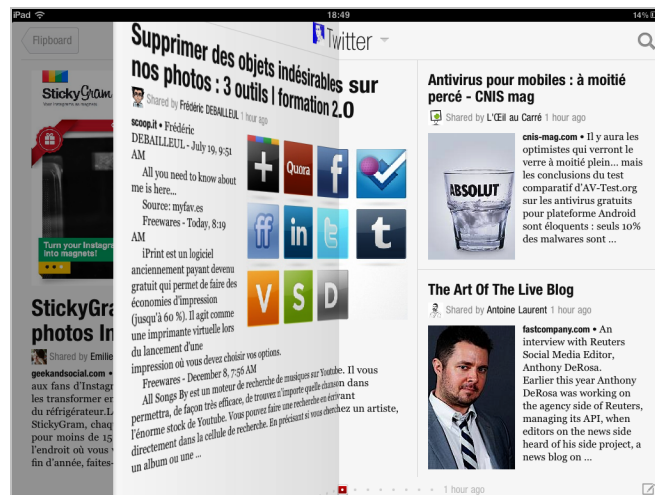 iPad
18:49
14%
Flipboard
Twitter
StickyGram
Turn your Instagra
into magnets!
StickyGra
photos In
Shared by Emilie
geekandsocial.com •
aux fans d'Instagr
les transformer en
du réfrigérateur.L
StickyGram, chaq
pour moins de 15
l'endroit où vous v
fin d'année, faites-
Supprimer des objets indésirables sur
nos photos : 3 outils | formation 2.0
Shared by Frédéric DEBAILLEUL 1 hour ago
scoop.it • Frédéric
DEBAILLEUL - July 19, 9:51
AM
All you need to know about
me is here...
Source: myfav.es
Freewares - Today, 8:19
AM
iPrint est un logiciel
anciennement payant devenu
gratuit qui permet de faire des
économies d'impression
(jusqu'à 60 %). Il agit comme
une imprimante virtuelle lors
du lancement d'une
impression où vous devez choisir vos options.
Freewares - December 8, 7:56 AM
All Songs By est un moteur de recherche de musiques sur Youtube. Il vous
permettra, de façon très efficace, de trouver n'importe quelle chanson dans
l'énorme stock de Youtube. Vous pouvez faire une recherche en écrivant
directement dans la cellule de recherche. En précisant si vous cherchez un artiste,
un album ou une ...
+ Quora f
ff in t t
V S D
Antivirus pour mobiles : à moitié
percé - CNIS mag
Shared by L'Œil au Carré 1 hour ago
ABSOLUT
cnis-mag.com • Il y aura les
optimistes qui verront le
verre à moitié plein... mais
les conclusions du test
comparatif d'AV-Test.org
sur les antivirus gratuits
pour plateforme Android
sont éloquents : seuls 10%
des malwares sont ...
The Art Of The Live Blog
Shared by Antoine Laurent 1 hour ago
fastcompany.com • An
interview with Reuters
Social Media Editor,
Anthony DeRosa.
Earlier this year Anthony
DeRosa was working on
the agency side of Reuters,
managing its API, when
editors on the news side
heard of his side project, a
news blog on ...
1 hour ago